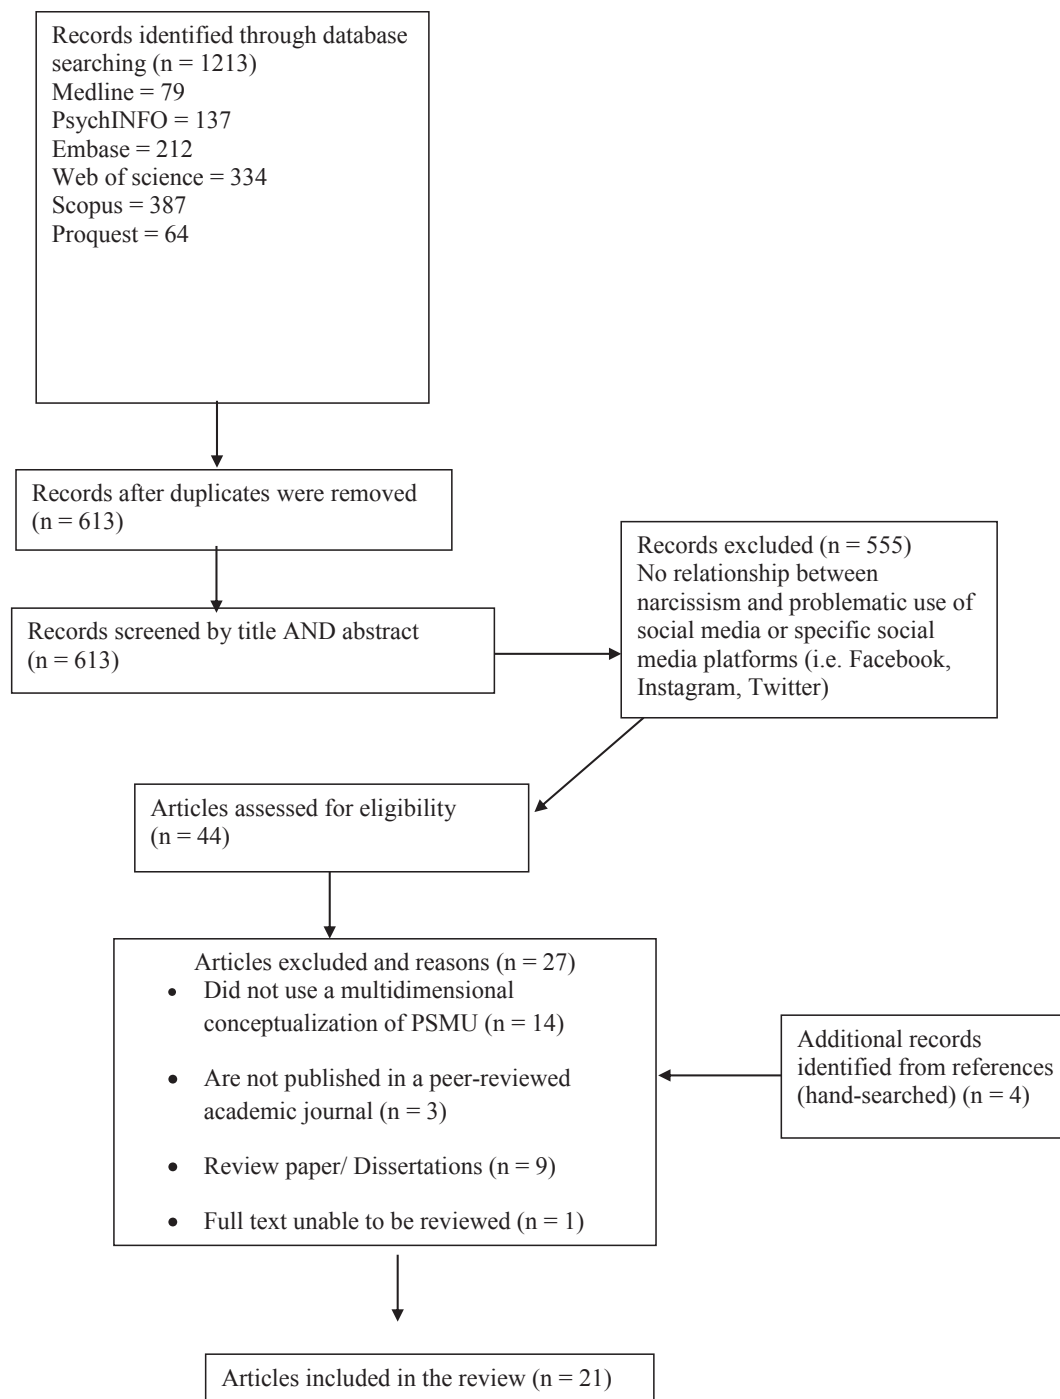 Records identified through database
searching (n = 1213)
Medline = 79
PsychINFO = 137
Embase = 212
Web of science = 334
Scopus = 387
Proquest = 64
Records after duplicates were removed
(n = 613)
Records screened by title AND abstract
(n = 613)
Records excluded (n = 555)
No relationship between
narcissism and problematic use of
social media or specific social
media platforms (i.e. Facebook,
Instagram, Twitter)
Articles assessed for eligibility
(n = 44)
Articles excluded and reasons (n = 27)
• Did not use a multidimensional
conceptualization of PSMU (n = 14)
• Are not published in a peer-reviewed
academic journal (n = 3)
• Review paper/ Dissertations (n = 9)
• Full text unable to be reviewed (n = 1)
Additional records
identified from references
(hand-searched) (n = 4)
Articles included in the review (n = 21)